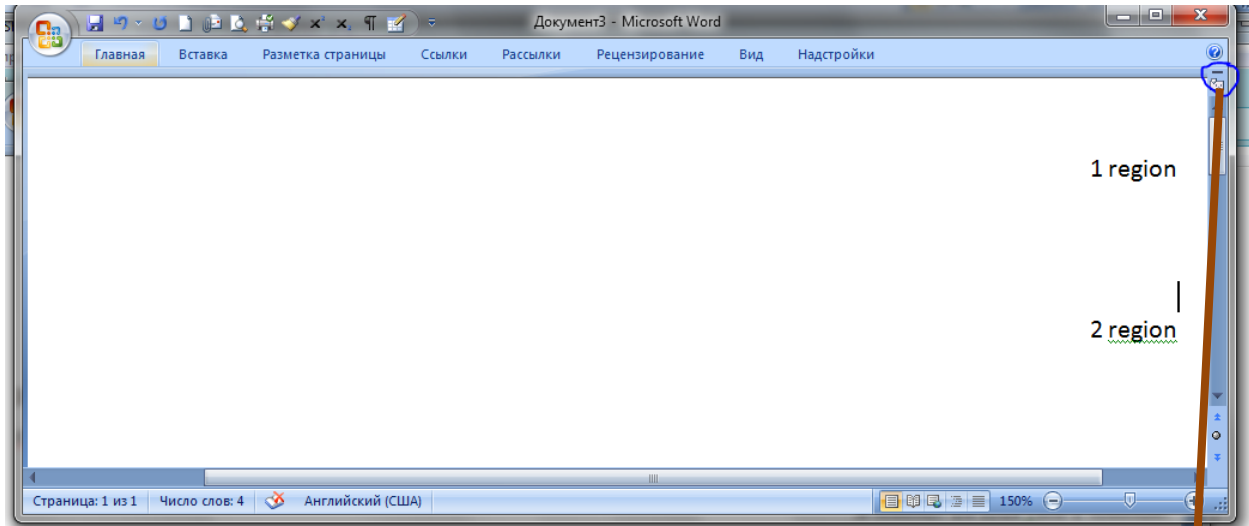 Документ3 - Microsoft Word
Главная Вставка Разметка страницы Ссылки Рассылки Рецензирование Вид Надстройки
1 region
2 region
Страница: 1 из 1 Число слов: 4 Английский (США) 150%